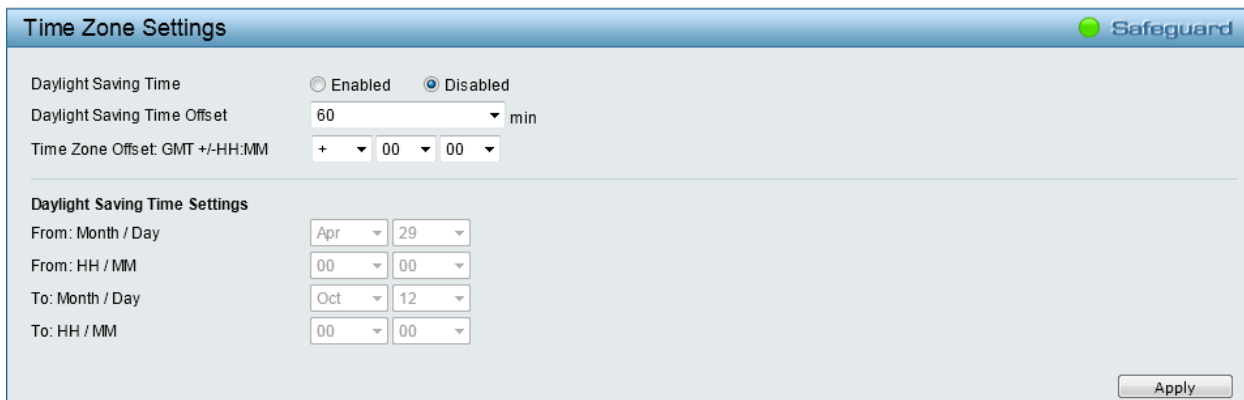 Time Zone Settings Safeguard
Daylight Saving Time Enabled Disabled
Daylight Saving Time Offset 60 min
Time Zone Offset: GMT +/-HH:MM + 00 00
Daylight Saving Time Settings
From: Month / Day Apr 29
From: HH / MM 00 00
To: Month / Day Oct 12
To: HH / MM 00 00
Apply